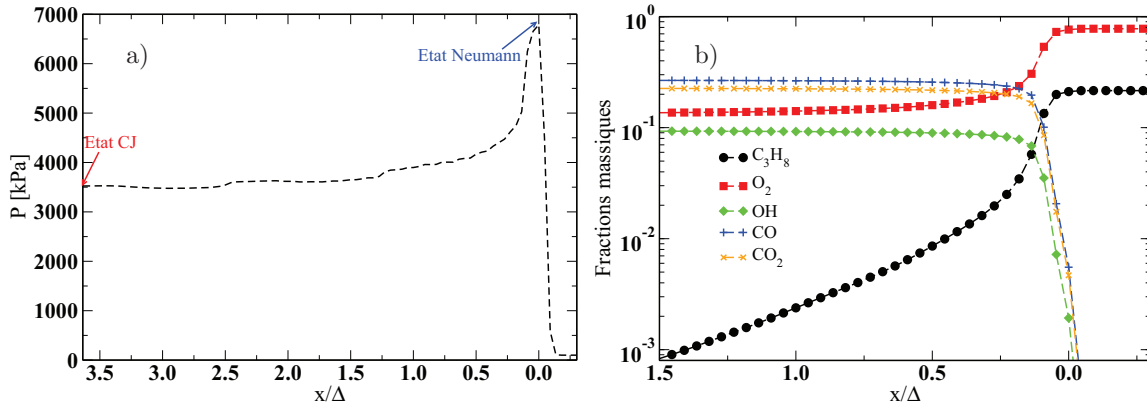 a)
7000
6000
5000
4000
3500
3000
2000
1000
0
P [kPa]
Etat Neumann
Etat CJ
3.5 3.0 2.5 2.0 1.5 1.0 0.5 0.0
x/Δ
b)
10⁰
10⁻¹
10⁻²
10⁻³
Fractions massiques
C₃H₈
O₂
OH
CO
CO₂
1.5 1.0 0.5 0.0
x/Δ